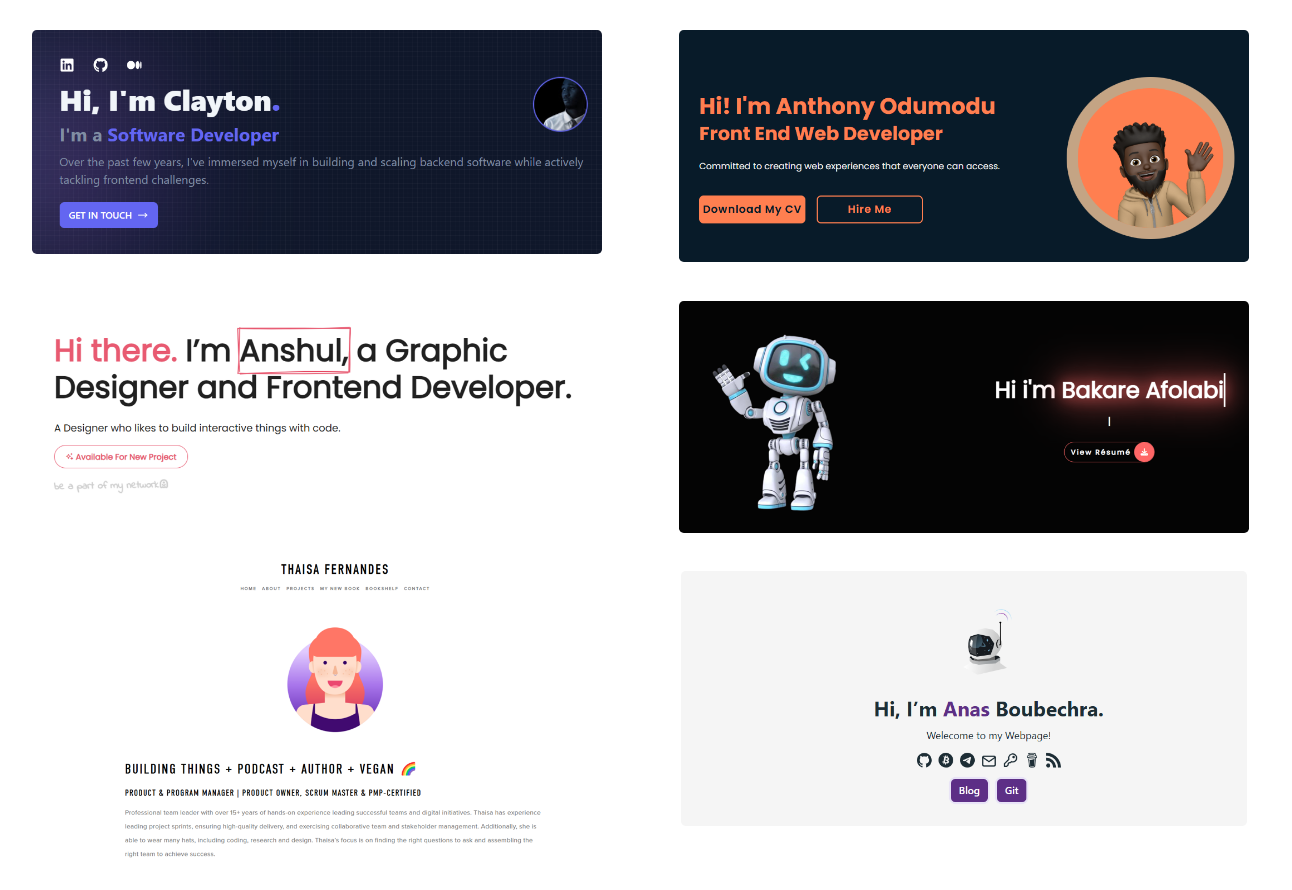 Hi, I'm Clayton.
I'm a Software Developer
Over the past few years, I've immersed myself in building and scaling backend software while actively
tackling frontend challenges.
GET IN TOUCH →
Hi! I'm Anthony Odumodu
Front End Web Developer
Committed to creating web experiences that everyone can access.
Download My CV
Hire Me
Hi there. I'm Anshul, a Graphic
Designer and Frontend Developer.
A Designer who likes to build interactive things with code.
Available For New Project
be a part of my network
Hi i'm Bakare Afolabi
View Résumé
THAISA FERNANDES
HOME ABOUT PROJECTS MY NEW BOOK BOOKSHELF CONTACT
BUILDING THINGS + PODCAST + AUTHOR + VEGAN 🌈
PRODUCT & PROGRAM MANAGER | PRODUCT OWNER, SCRUM MASTER & PMP-CERTIFIED
Professional team leader with over 15+ years of hands-on experience leading successful teams and digital initiatives. Thaisa has experience
leading project sprints, ensuring high-quality delivery, and exercising collaborative team and stakeholder management. Additionally, she is
able to wear many hats, including coding, research and design. Thaisa's focus is on finding the right questions to ask and assembling the
right team to achieve success.
Hi, I'm Anas Boubechra.
Welcome to my Webpage!
Blog
Git